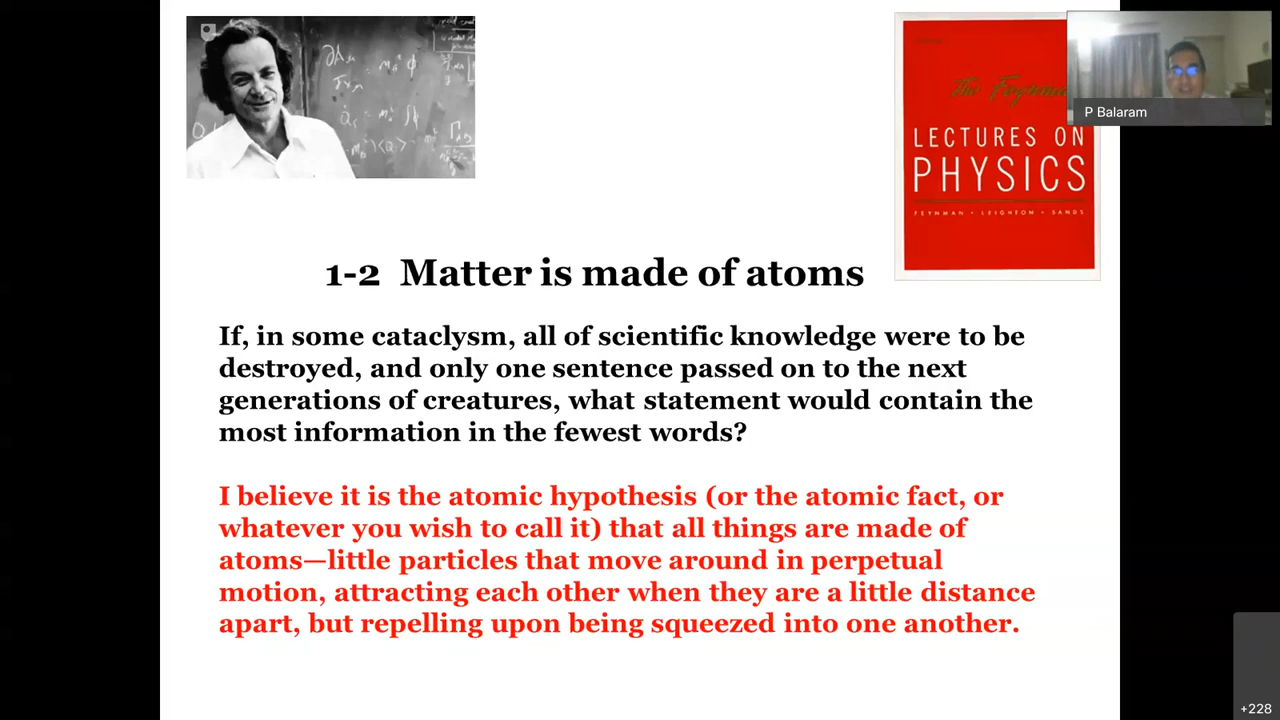 The Feynman
LECTURES ON
PHYSICS
FEYNMAN • LEIGHTON • SANDS
P Balaram
1-2 Matter is made of atoms
If, in some cataclysm, all of scientific knowledge were to be
destroyed, and only one sentence passed on to the next
generations of creatures, what statement would contain the
most information in the fewest words?
I believe it is the atomic hypothesis (or the atomic fact, or
whatever you wish to call it) that all things are made of
atoms—little particles that move around in perpetual
motion, attracting each other when they are a little distance
apart, but repelling upon being squeezed into one another.
+228